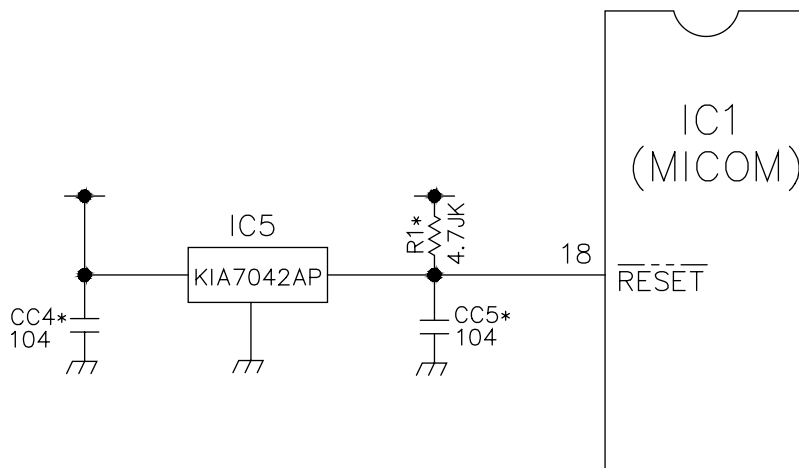 IC1
(MICOM)
IC5
KIA7042AP
R1*
4.7JK
18
RESET
CC4*
104
CC5*
104